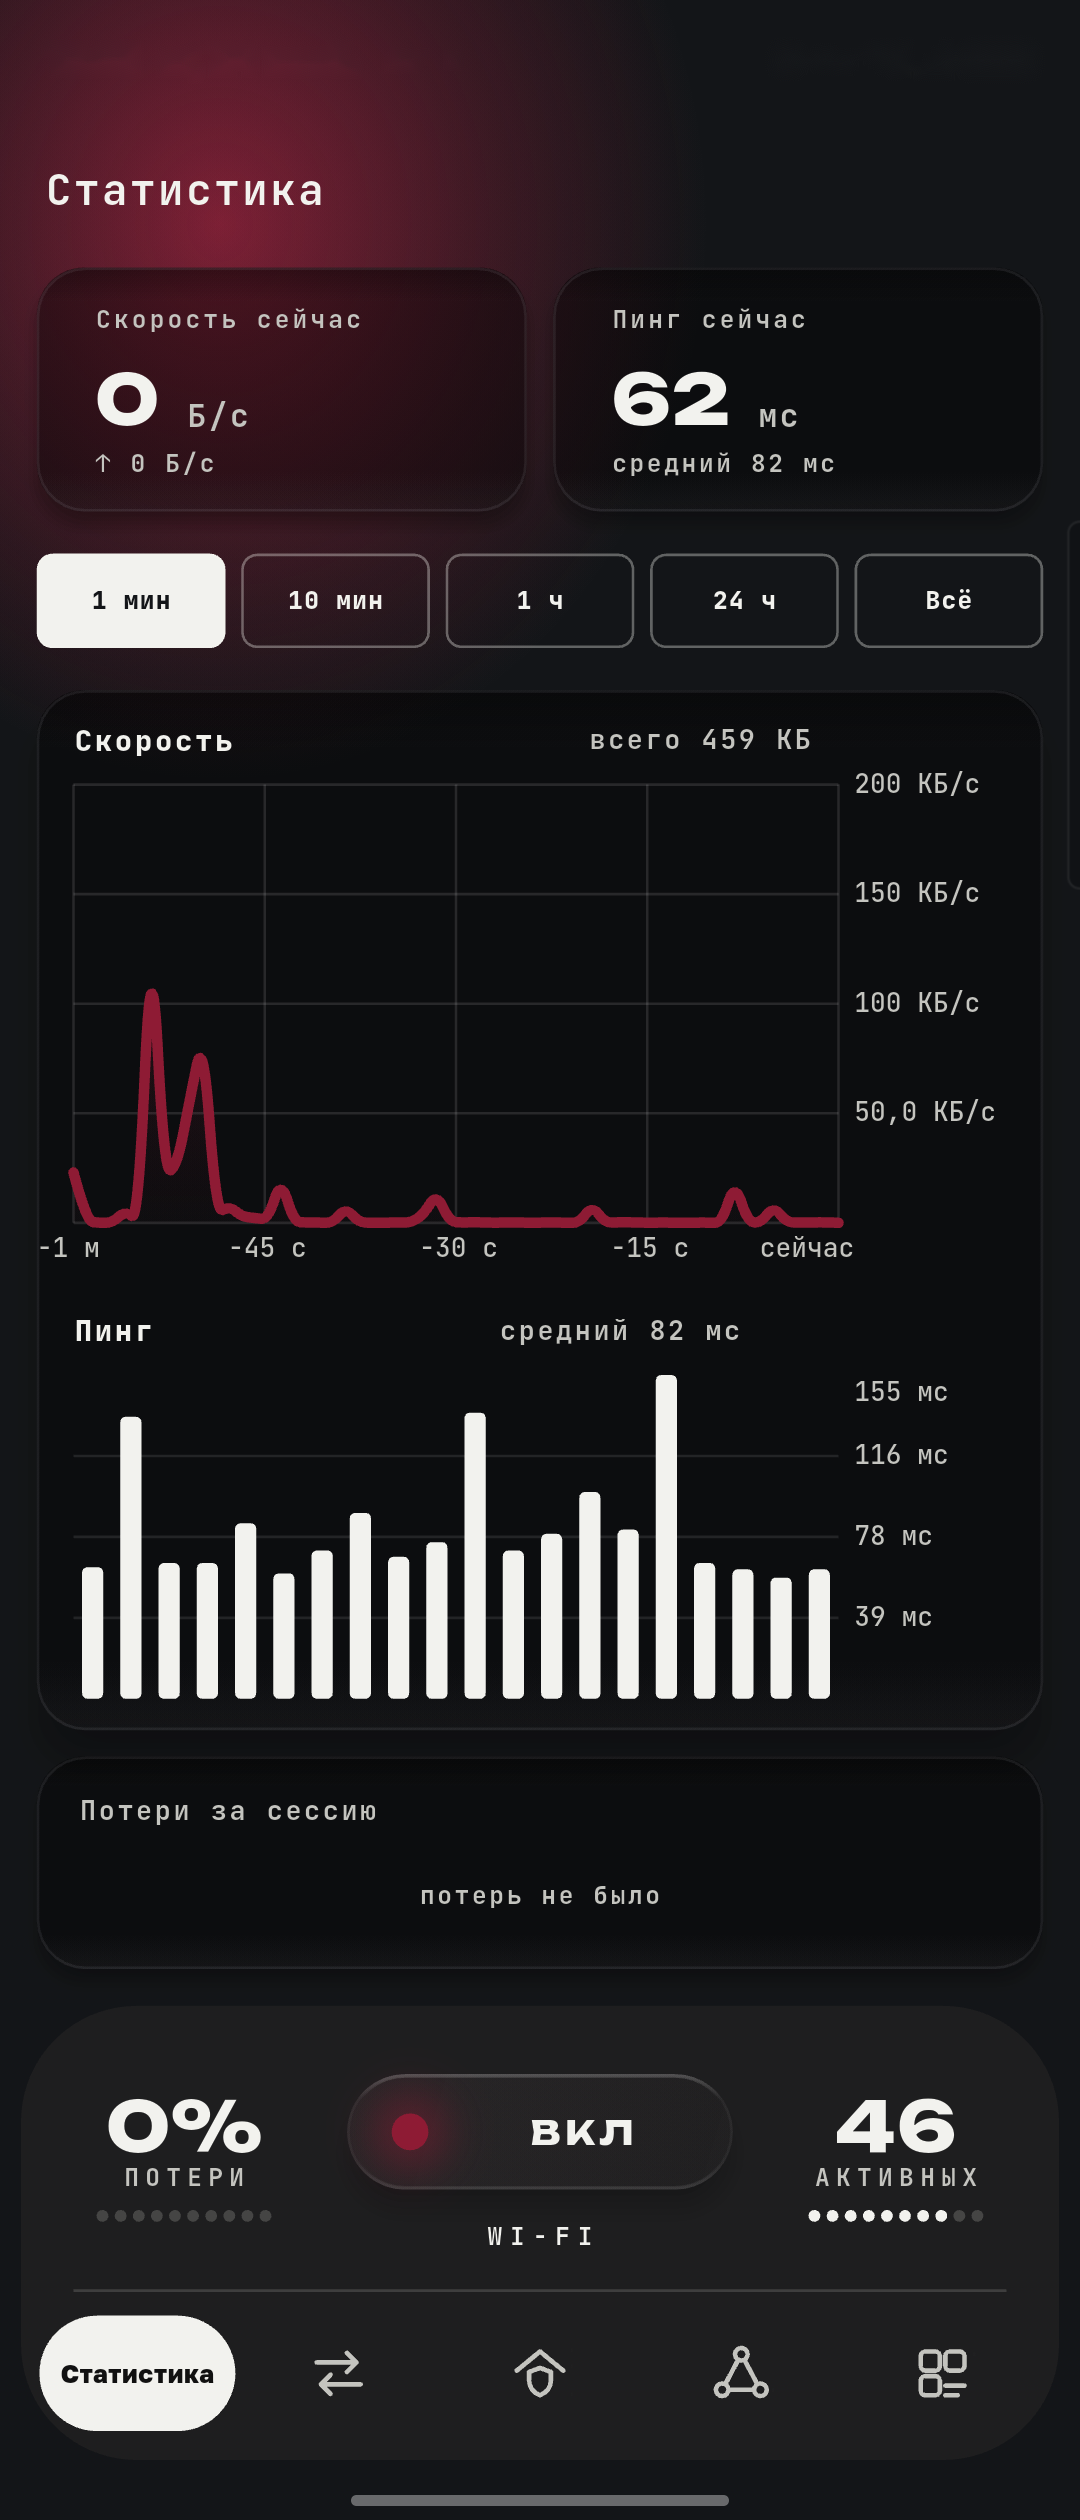 Статистика
Скорость сейчас
0 Б/с
↑ 0 Б/с
Пинг сейчас
62 мс
средний 82 мс
1 мин
10 мин
1 ч
24 ч
Всё
Скорость
всего 459 КБ
200 КБ/с
150 КБ/с
100 КБ/с
50,0 КБ/с
-1 м
-45 с
-30 с
-15 с
сейчас
Пинг
средний 82 мс
155 мс
116 мс
78 мс
39 мс
Потери за сессию
потерь не было
0%
ПОТЕРИ
вкл
WI-FI
46
АКТИВНЫХ
Статистика